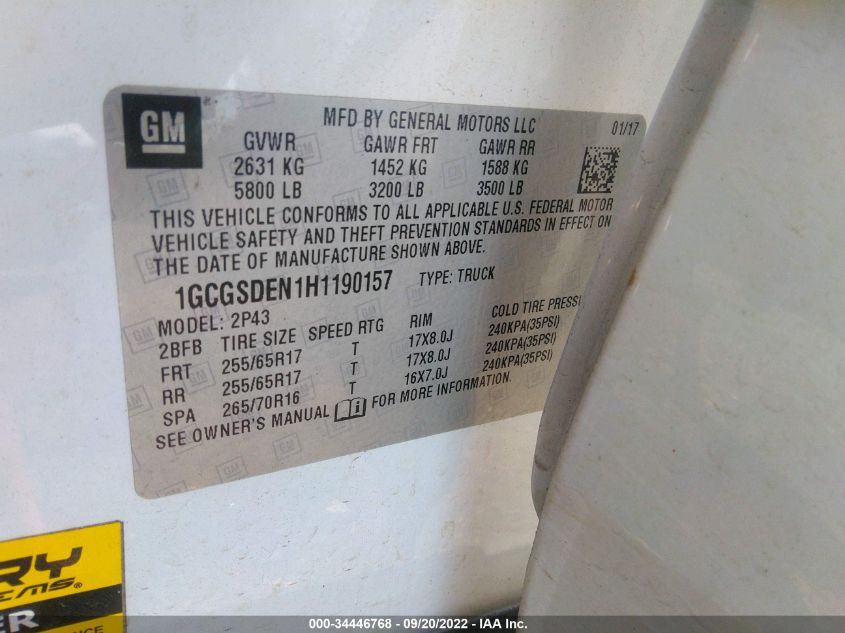 GM
MFD BY GENERAL MOTORS LLC 01/17
GVWR GAWR FRT GAWR RR
2631 KG 1452 KG 1588 KG
5800 LB 3200 LB 3500 LB
THIS VEHICLE CONFORMS TO ALL APPLICABLE U.S. FEDERAL MOTOR
VEHICLE SAFETY AND THEFT PREVENTION STANDARDS IN EFFECT ON
THE DATE OF MANUFACTURE SHOWN ABOVE.
1GCGSDEN1H1190157 TYPE: TRUCK
MODEL: 2P43
2BFB TIRE SIZE SPEED RTG RIM COLD TIRE PRESS
FRT 255/65R17 T 17X8.0J 240KPA(35PSI)
RR 255/65R17 T 17X8.0J 240KPA(35PSI)
SPA 265/70R16 T 16X7.0J 240KPA(35PSI)
SEE OWNER'S MANUAL FOR MORE INFORMATION.
RY
EMS
ER
ANCE
000-34446768 - 09/20/2022 - IAA Inc.